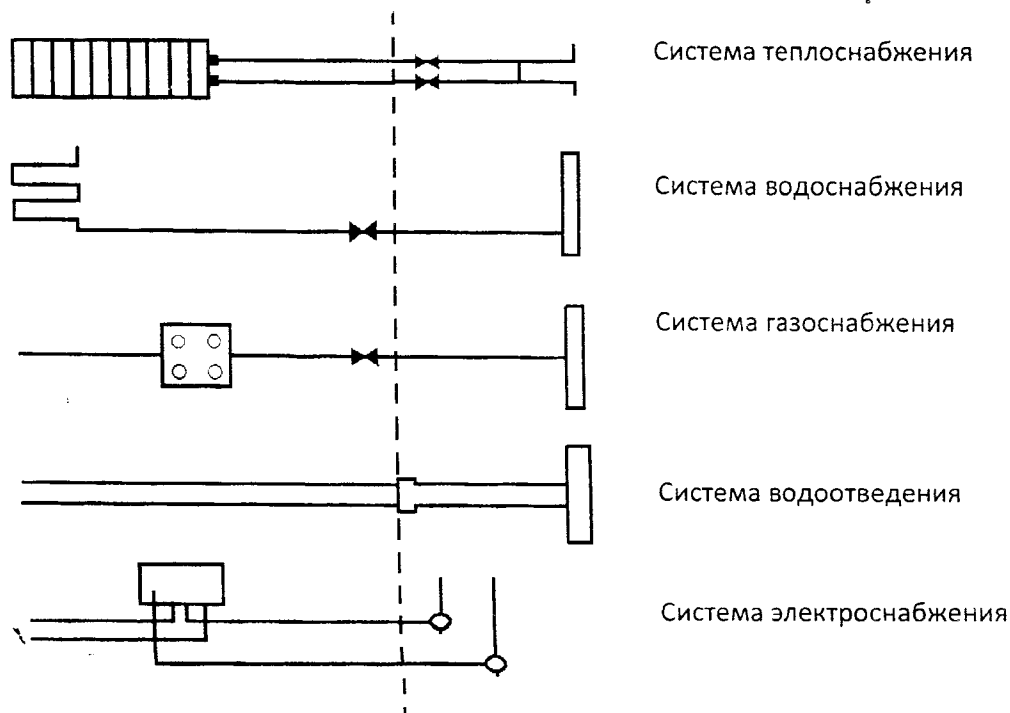 Система теплоснабжения
Система водоснабжения
Система газоснабжения
Система водоотведения
Система электроснабжения